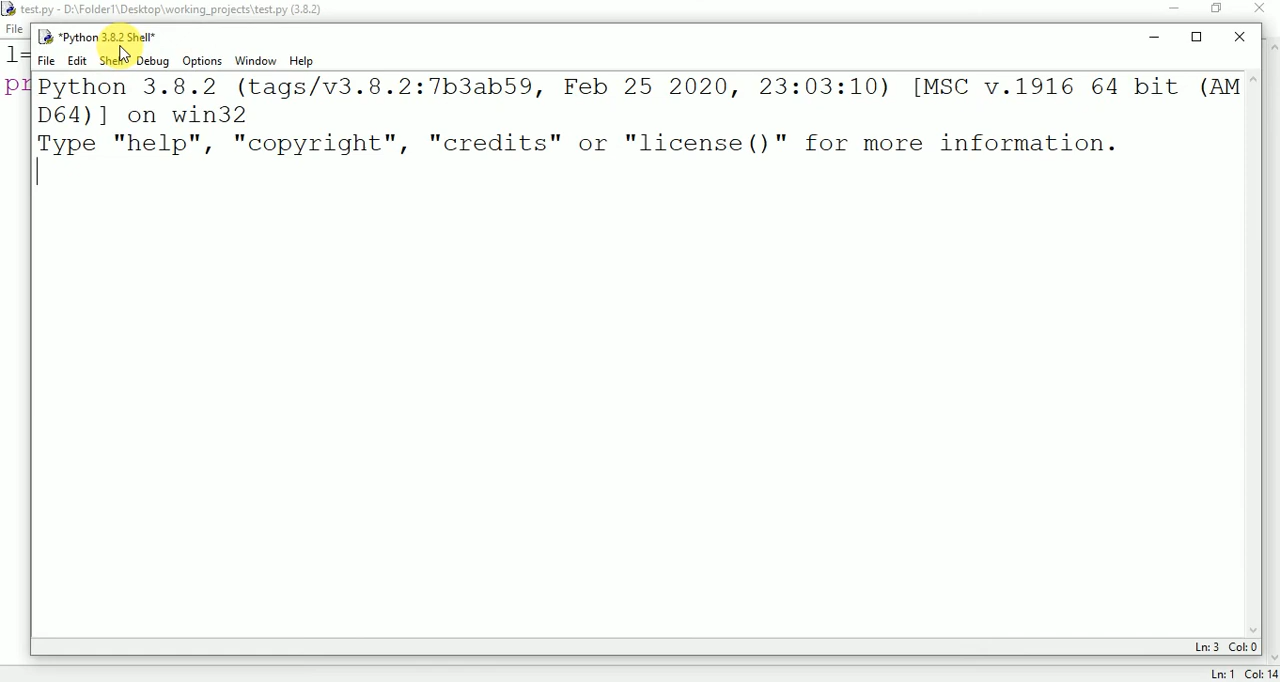 test.py - D:\Folder1\Desktop\working_projects\test.py (3.8.2)
File
*Python 3.8.2 Shell*
File Edit Shell Debug Options Window Help
l=
pr
Python 3.8.2 (tags/v3.8.2:7b3ab59, Feb 25 2020, 23:03:10) [MSC v.1916 64 bit (AM
D64)] on win32
Type "help", "copyright", "credits" or "license()" for more information.
Ln: 3 Col: 0
Ln: 1 Col: 14